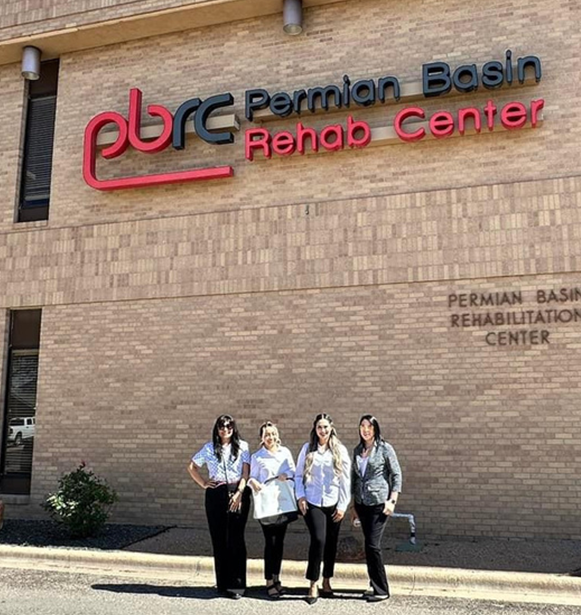 pbrc
Permian Basin
Rehab Center
PERMIAN BASIN
REHABILITATION
CENTER